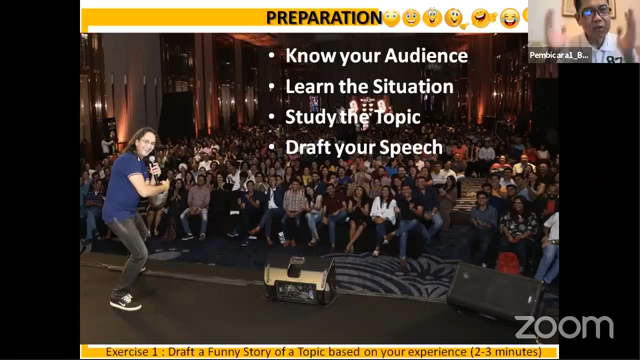 PREPARATION
Pembicara1_B...
• Know your Audience
• Learn the Situation
• Study the Topic
• Draft your Speech
zoom
Exercise 1 : Draft a Funny Story of a Topic based on your experience (2-3 minutes)